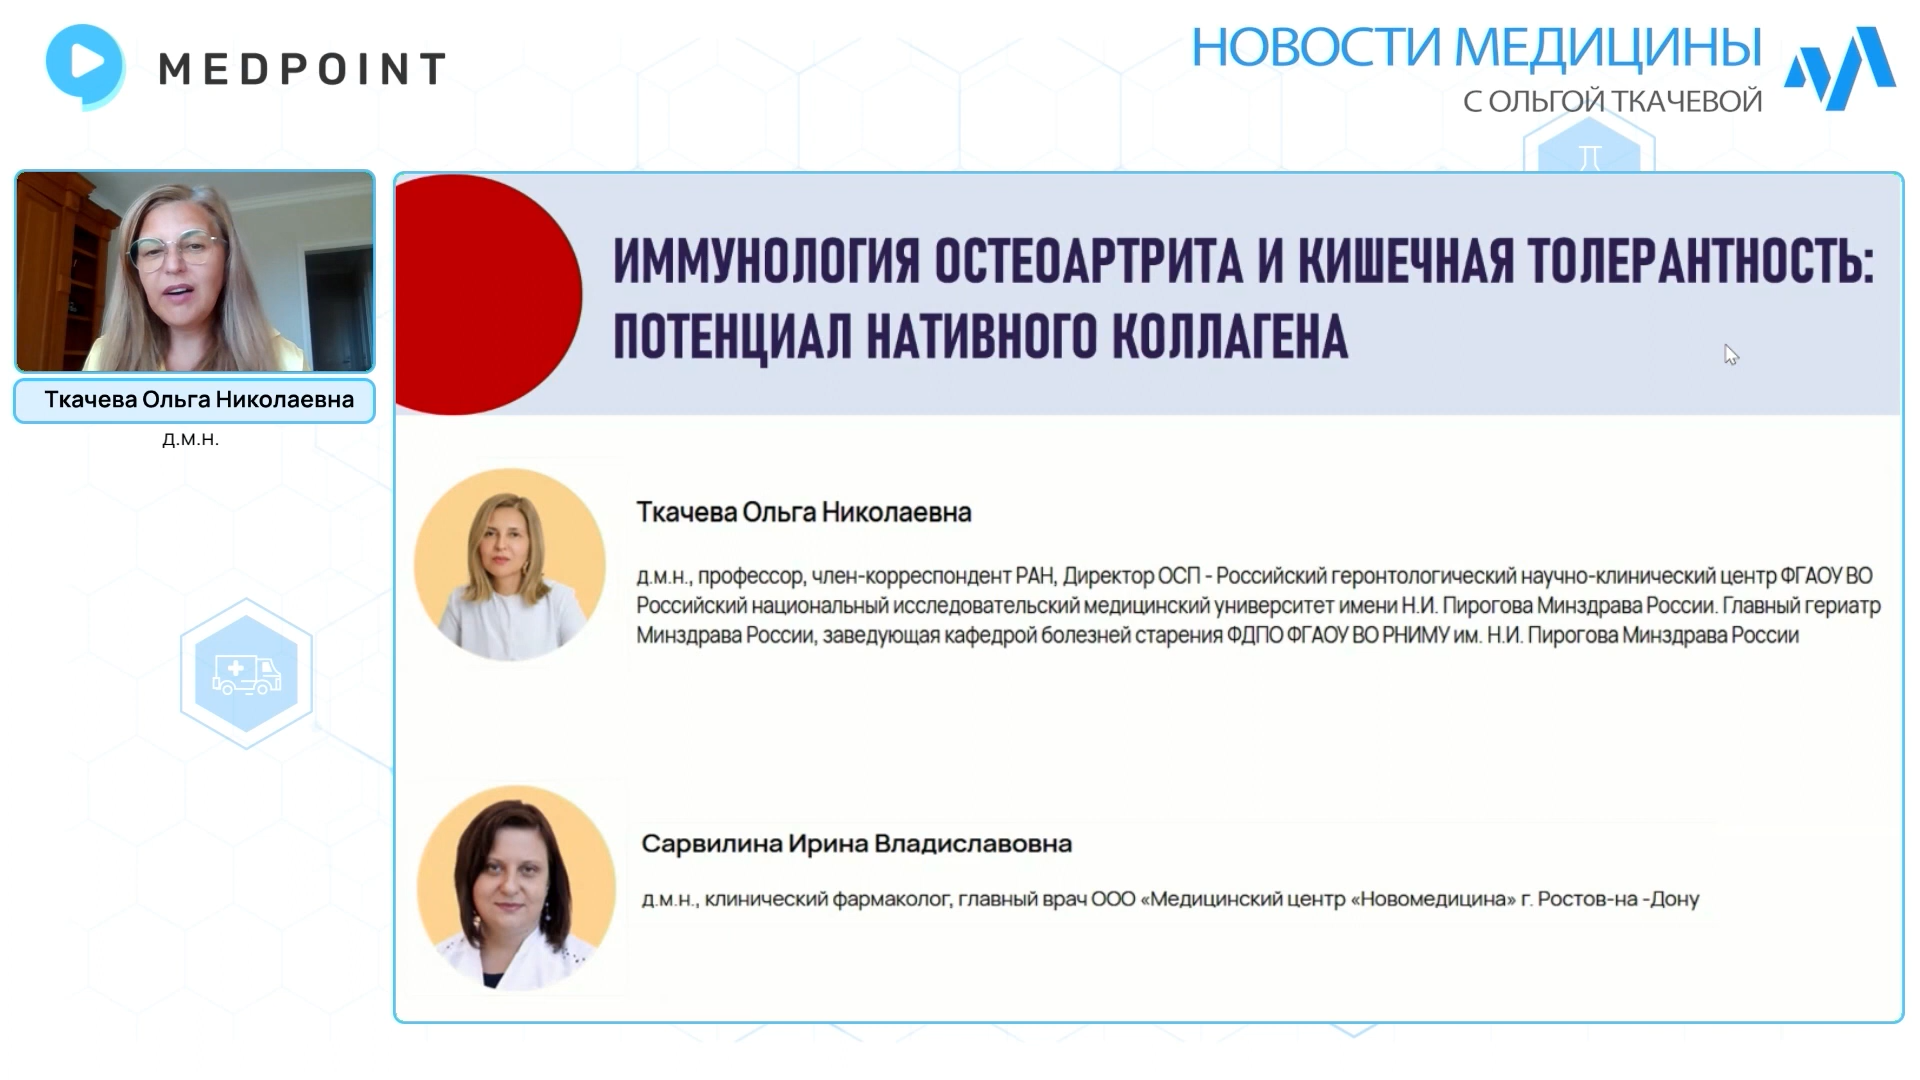 MEDPOINT
НОВОСТИ МЕДИЦИНЫ
С ОЛЬГОЙ ТКАЧЕВОЙ
Ткачева Ольга Николаевна
д.м.н.
ИММУНОЛОГИЯ ОСТЕОАРТРИТА И КИШЕЧНАЯ ТОЛЕРАНТНОСТЬ:
ПОТЕНЦИАЛ НАТИВНОГО КОЛЛАГЕНА
Ткачева Ольга Николаевна
д.м.н., профессор, член-корреспондент РАН, Директор ОСП - Российский геронтологический научно-клинический центр ФГАОУ ВО
Российский национальный исследовательский медицинский университет имени Н.И. Пирогова Минздрава России. Главный гериатр
Минздрава России, заведующая кафедрой болезней старения ФДПО ФГАОУ ВО РНИМУ им. Н.И. Пирогова Минздрава России
Сарвилина Ирина Владиславовна
д.м.н., клинический фармаколог, главный врач ООО «Медицинский центр «Новомедицина» г. Ростов-на -Дону